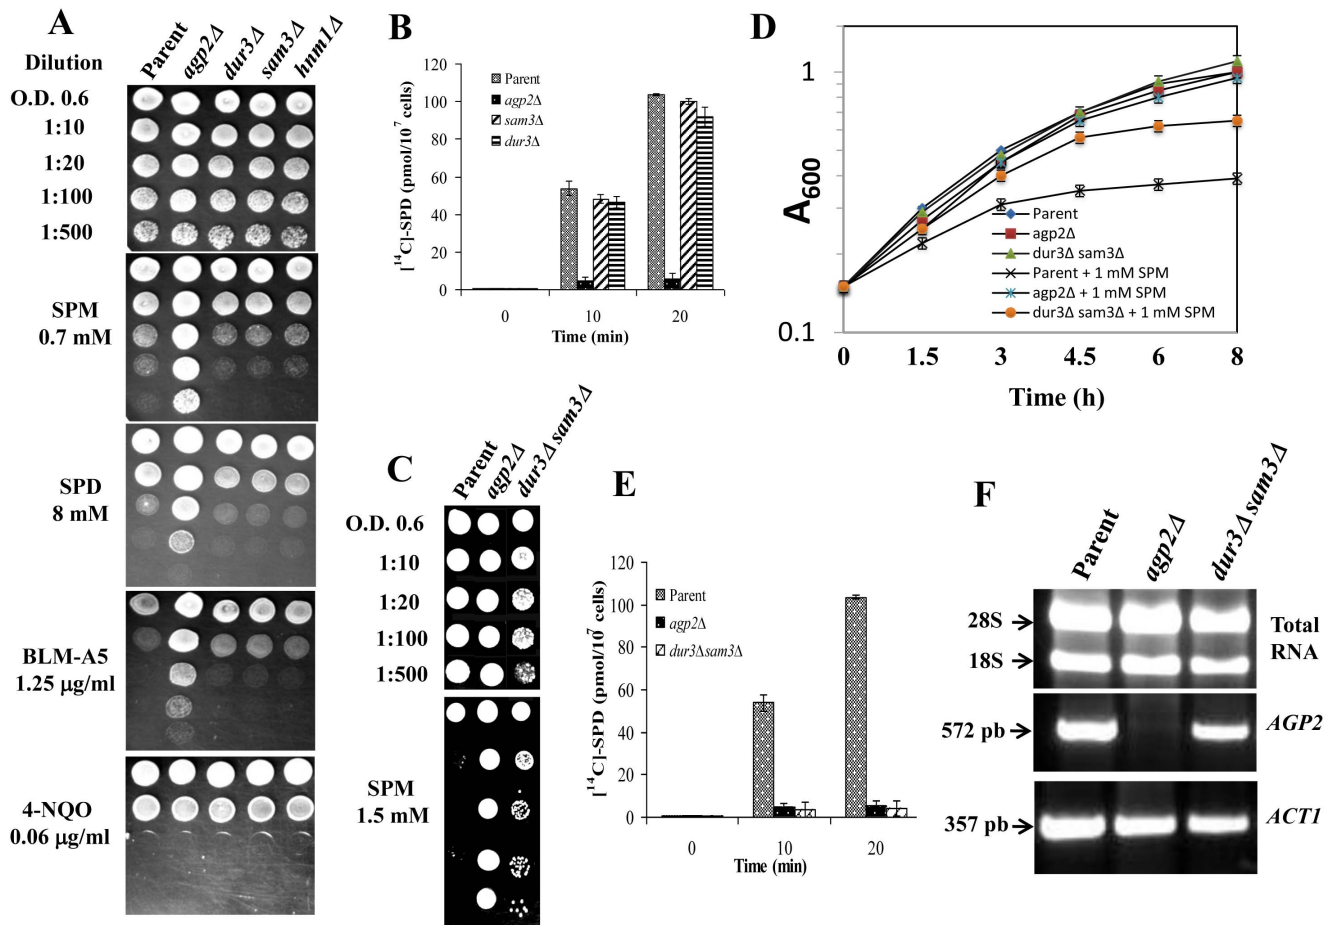 A
Dilution
Parent
agp2Δ
dur3Δ
sam3Δ
hnm1Δ
O.D. 0.6
1:10
1:20
1:100
1:500
SPM
0.7 mM
SPD
8 mM
BLM-A5
1.25 µg/ml
4-NQO
0.06 µg/ml
B
[14C]-SPD (pmol/10^7 cells)
120
100
80
60
40
20
0
Parent
agp2Δ
sam3Δ
dur3Δ
0
10
20
Time (min)
C
Parent
agp2Δ
dur3Δsam3Δ
O.D. 0.6
1:10
1:20
1:100
1:500
SPM
1.5 mM
D
A600
1
0.1
Parent
agp2Δ
dur3Δ sam3Δ
Parent + 1 mM SPM
agp2Δ + 1 mM SPM
dur3Δ sam3Δ + 1 mM SPM
0
1.5
3
4.5
6
8
Time (h)
E
[14C]-SPD (pmol/10^7 cells)
120
100
80
60
40
20
0
Parent
agp2Δ
dur3Δsam3Δ
0
10
20
Time (min)
F
Parent
agp2Δ
dur3Δsam3Δ
28S
18S
Total
RNA
572 pb
AGP2
357 pb
ACT1